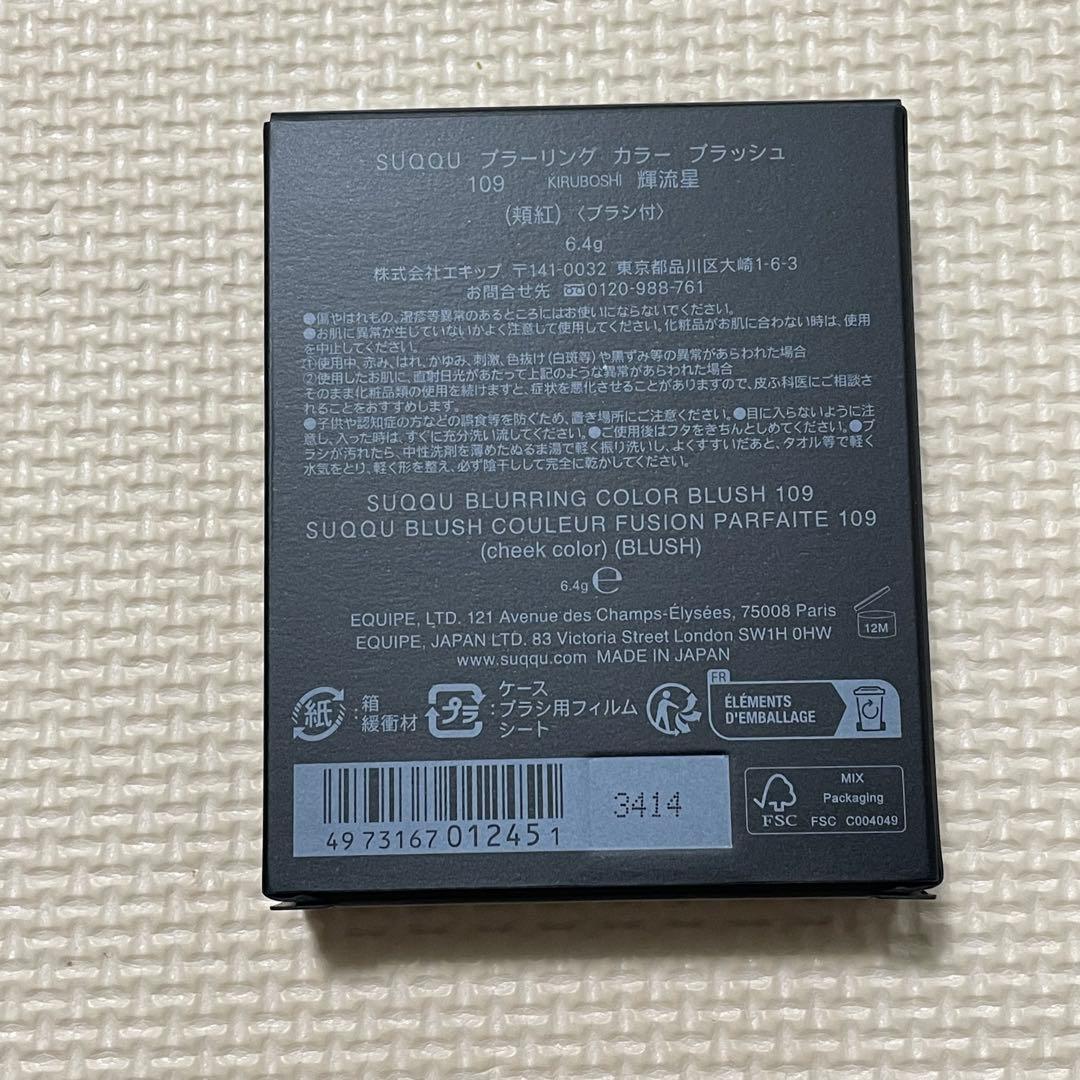 SUQQU ブラーリング カラー ブラッシュ
109 KIRUBOSHI 輝流星
(頬紅)〈ブラシ付〉
6.4g
株式会社エキップ 〒141-0032 東京都品川区大崎1-6-3
お問合せ先 0120-988-761
●傷やはれもの、湿疹等異常のあるところにはお使いにならないでください。
●お肌に異常が生じていないかよく注意して使用してください。化粧品がお肌に合わない時は、使用
を中止してください。
①使用中、赤み、はれ、かゆみ、刺激、色抜け(白斑等)や黒ずみ等の異常があらわれた場合
②使用したお肌に、直射日光があたって上記のような異常があらわれた場合
そのまま化粧品類の使用を続けますと、症状を悪化させることがありますので、皮ふ科医にご相談さ
れることをおすすめします。
●子供や認知症の方などの誤食等を防ぐため、置き場所にご注意ください。●目に入らないように注
意し、入った時は、すぐに充分洗い流してください。●ご使用後はフタをきちんとしめてください。●ブ
ラシが汚れたら、中性洗剤を薄めたぬるま湯で軽く振り洗いし、よくすすいだあと、タオル等で軽く
水気をとり、軽く形を整え、必ず陰干しして完全に乾かしてください。
SUQQU BLURRING COLOR BLUSH 109
SUQQU BLUSH COULEUR FUSION PARFAITE 109
(cheek color) (BLUSH)
6.4g ℮
EQUIPE, LTD. 121 Avenue des Champs-Élysées, 75008 Paris
EQUIPE, JAPAN LTD. 83 Victoria Street London SW1H 0HW
www.suqqu.com MADE IN JAPAN
12M
紙 :箱
緩衝材
プラ :ケース
ブラシ用フィルム
シート
FR
ÉLÉMENTS
D'EMBALLAGE
4973167012451
3414
FSC
MIX
Packaging
FSC C004049